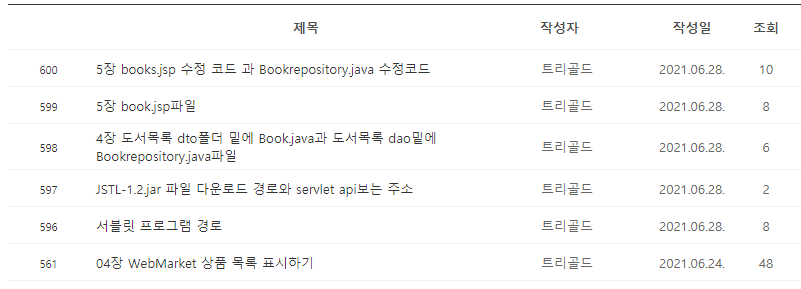 제목 작성자 작성일 조회
600 5장 books.jsp 수정 코드 과 Bookrepository.java 수정코드 트리골드 2021.06.28. 10
599 5장 book.jsp파일 트리골드 2021.06.28. 8
598 4장 도서목록 dto폴더 밑에 Book.java과 도서목록 dao밑에 트리골드 2021.06.28. 6
Bookrepository.java파일
597 JSTL-1.2.jar 파일 다운로드 경로와 servlet api보는 주소 트리골드 2021.06.28. 2
596 서블릿 프로그램 경로 트리골드 2021.06.28. 8
561 04장 WebMarket 상품 목록 표시하기 트리골드 2021.06.24. 48